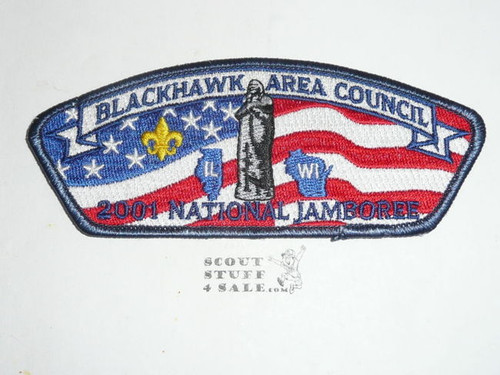 BLACKHAWK AREA COUNCIL
IL WI
2001 NATIONAL JAMBOREE
SCOUT
STUFF
4 SALE.COM